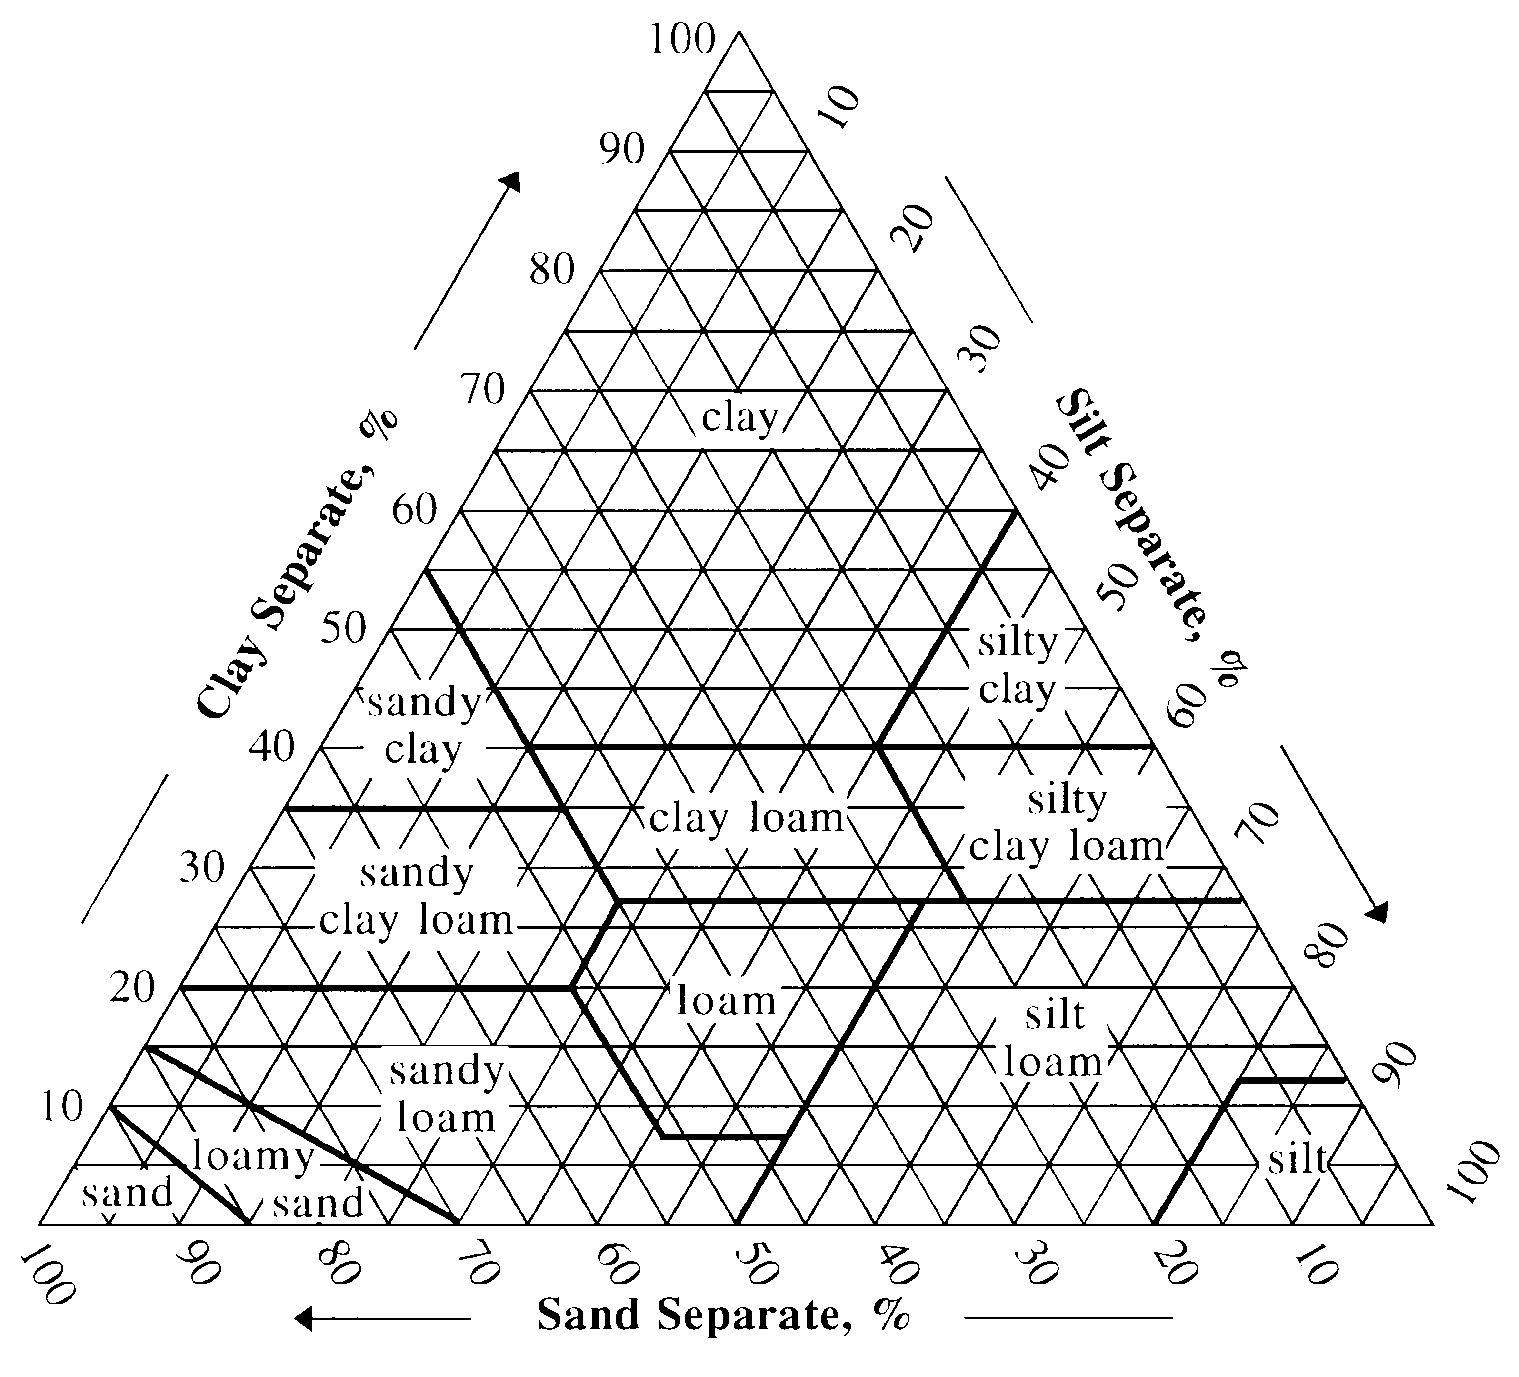 100
10
90
20
80
30
70
clay
40
60
50
50
silty
clay
60
sandy
clay
40
clay loam
silty
clay loam
70
30
sandy
clay loam
80
20
loam
silt
loam
90
10
sandy
loam
loamy
sand
sand
silt
100
100
90
80
70
60
50
40
30
20
10
Clay Separate, %
Silt Separate, %
Sand Separate, %